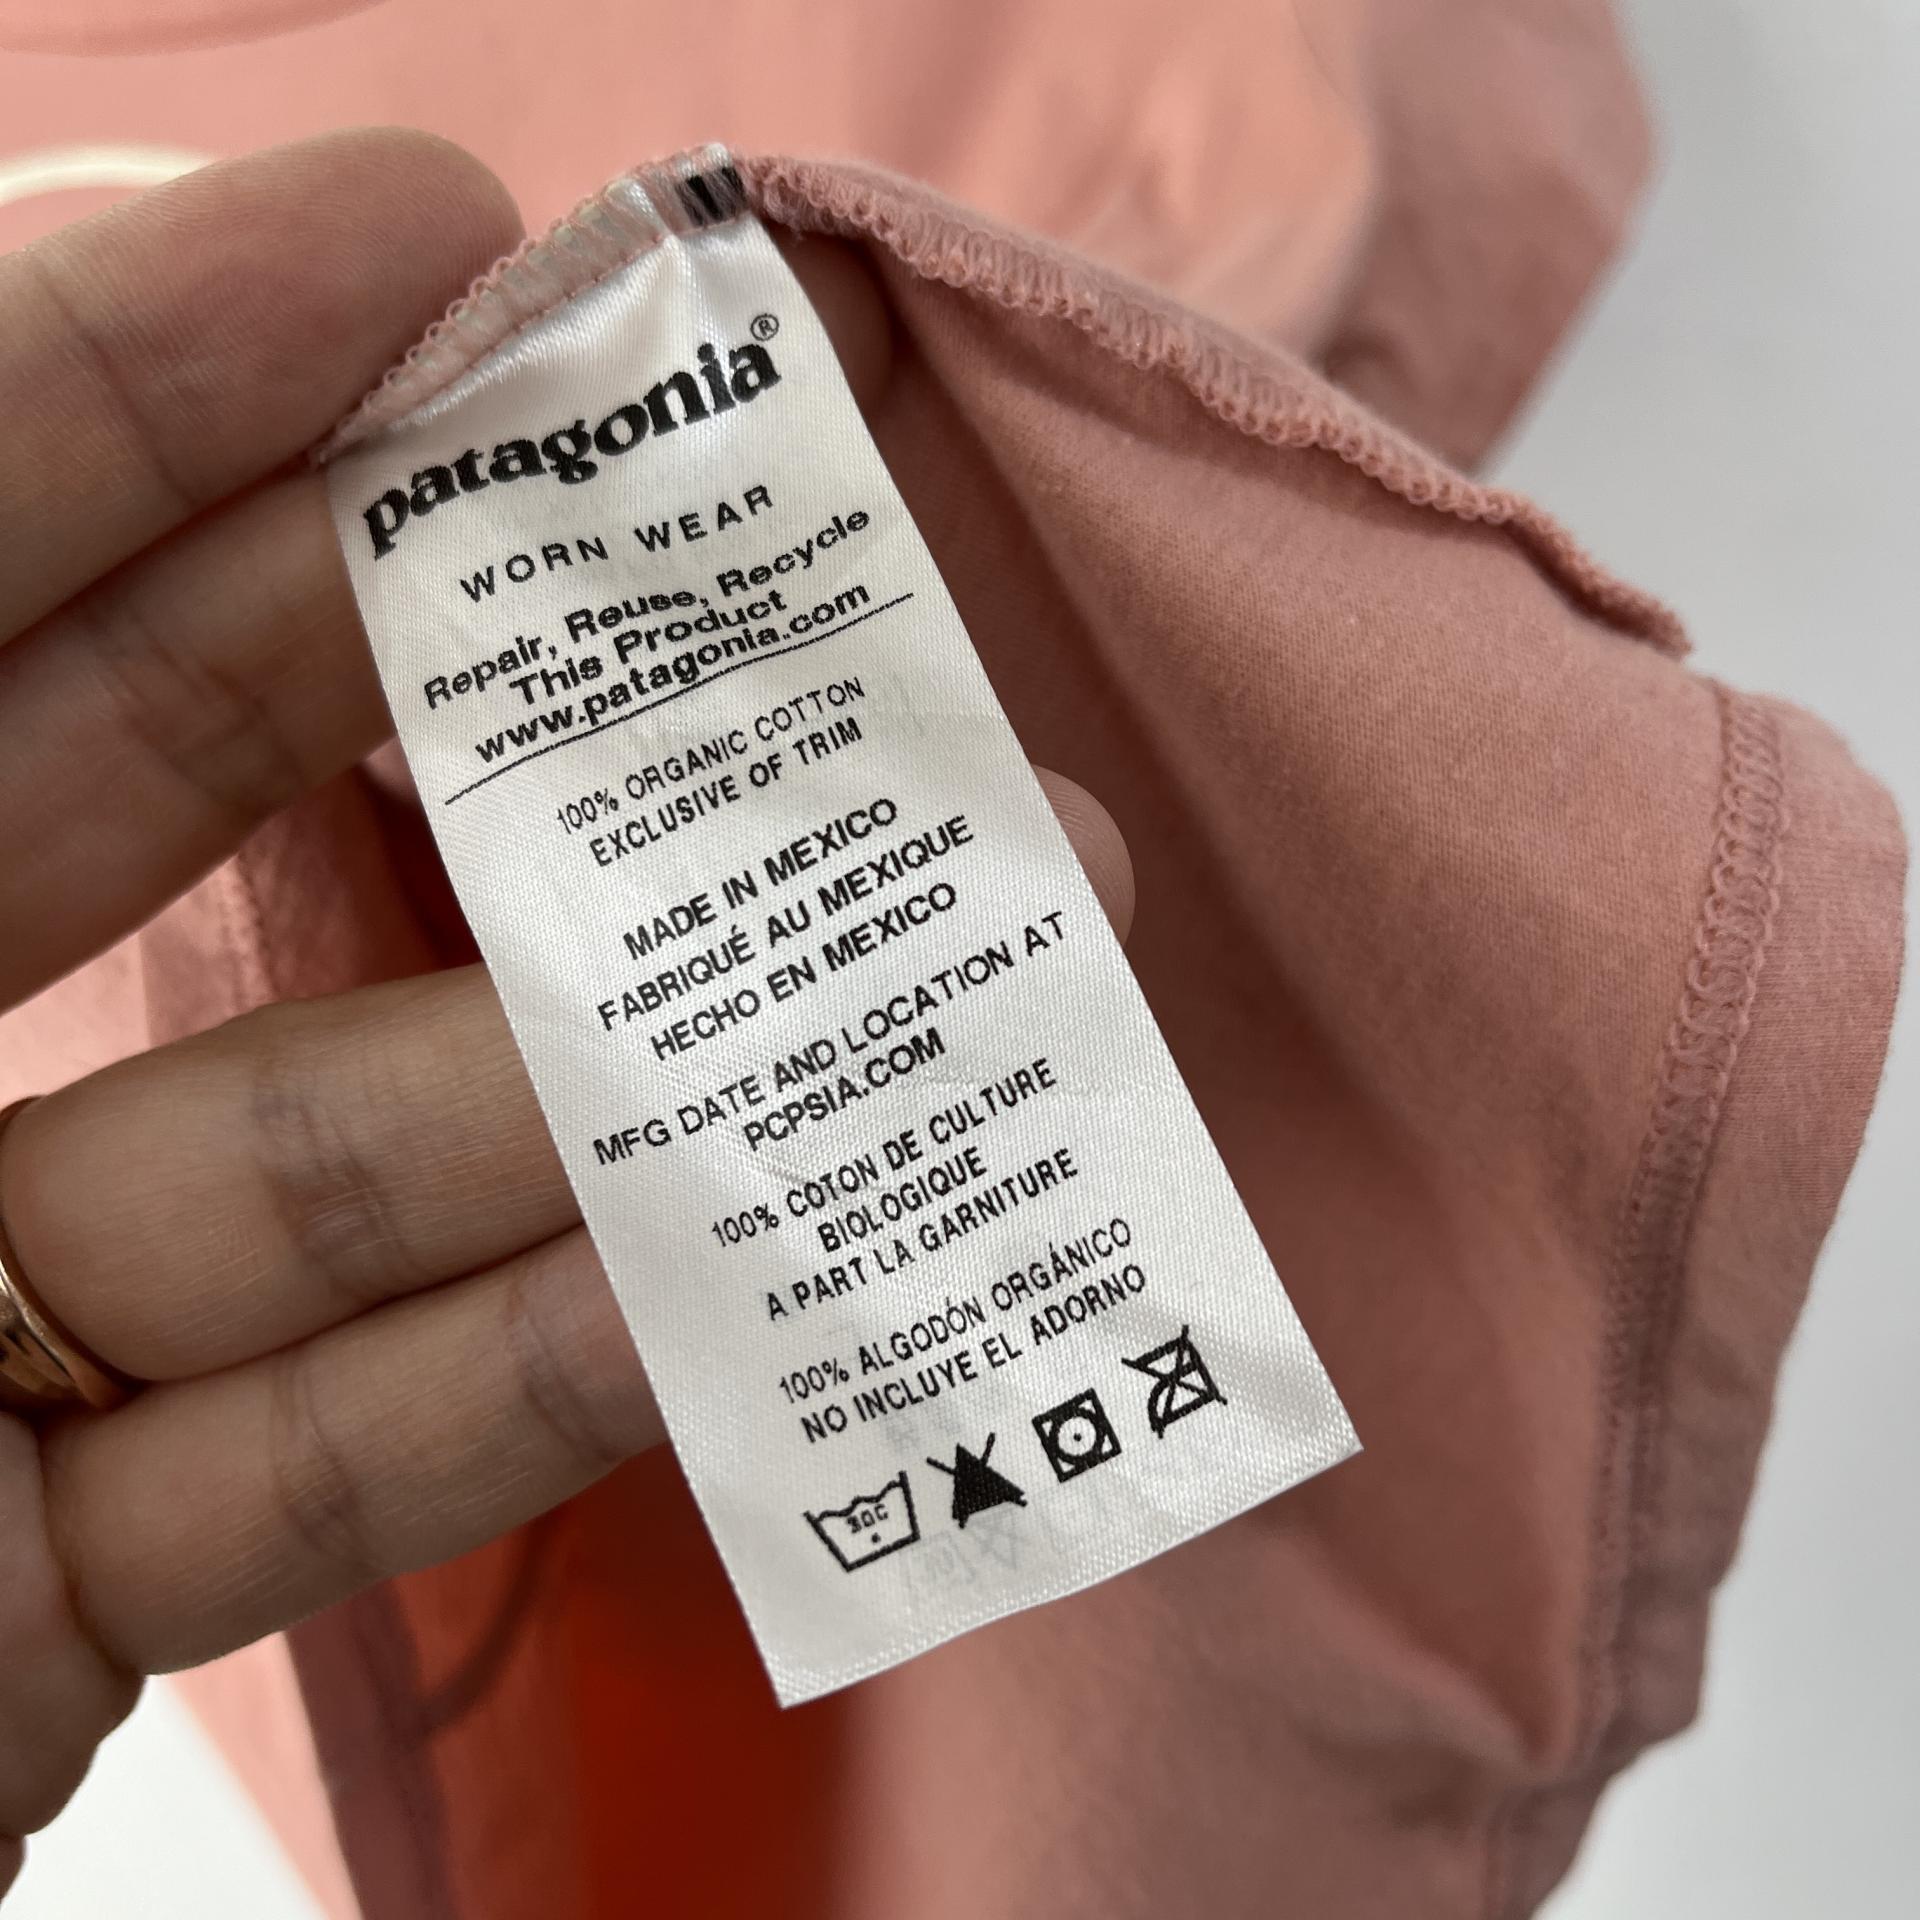 patagonia®
WORN WEAR
Repair, Reuse, Recycle
This Product
www.patagonia.com
100% ORGANIC COTTON
EXCLUSIVE OF TRIM
MADE IN MEXICO
FABRIQUÉ AU MEXIQUE
HECHO EN MEXICO
MFG DATE AND LOCATION AT
PCPSIA.COM
100% COTON DE CULTURE
BIOLOGIQUE
A PART LA GARNITURE
100% ALGODÓN ORGÁNICO
NO INCLUYE EL ADORNO
30C